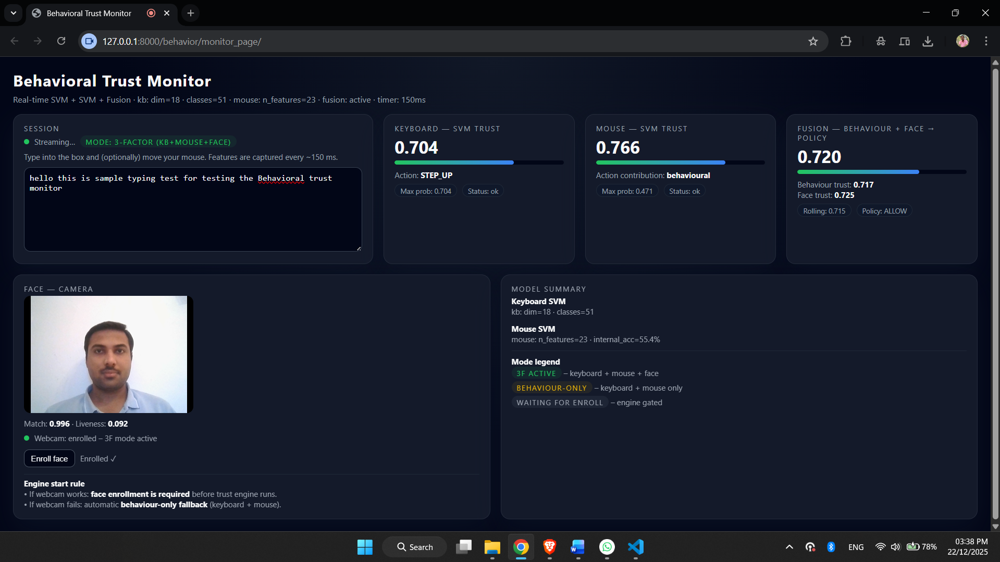 Behavioral Trust Monitor
127.0.0.1:8000/behavior/monitor_page/
Behavioral Trust Monitor
Real-time SVM + SVM + Fusion · kb: dim=18 · classes=51 · mouse: n_features=23 · fusion: active · timer: 150ms
SESSION
Streaming... MODE: 3-FACTOR (KB+MOUSE+FACE)
Type into the box and (optionally) move your mouse. Features are captured every ~150 ms.
hello this is sample typing test for testing the Behavioral trust
monitor
KEYBOARD — SVM TRUST
0.704
Action: STEP_UP
Max prob: 0.704 Status: ok
MOUSE — SVM TRUST
0.766
Action contribution: behavioural
Max prob: 0.471 Status: ok
FUSION — BEHAVIOUR + FACE →
POLICY
0.720
Behaviour trust: 0.717
Face trust: 0.725
Rolling: 0.715 Policy: ALLOW
FACE — CAMERA
Match: 0.996 · Liveness: 0.092
Webcam: enrolled – 3F mode active
Enroll face Enrolled ✓
Engine start rule
• If webcam works: face enrollment is required before trust engine runs.
• If webcam fails: automatic behaviour-only fallback (keyboard + mouse).
MODEL SUMMARY
Keyboard SVM
kb: dim=18 · classes=51
Mouse SVM
mouse: n_features=23 · internal_acc=55.4%
Mode legend
3F ACTIVE – keyboard + mouse + face
BEHAVIOUR-ONLY – keyboard + mouse only
WAITING FOR ENROLL – engine gated
Search
ENG
78%
03:38 PM
22/12/2025